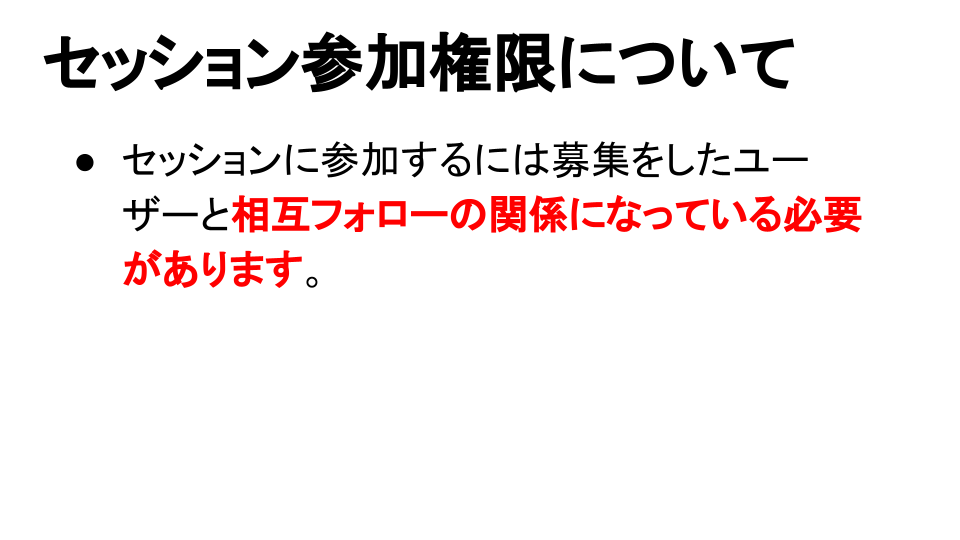 セッション参加権限について
● セッションに参加するには募集をしたユー
ザーと相互フォローの関係になっている必要
があります。